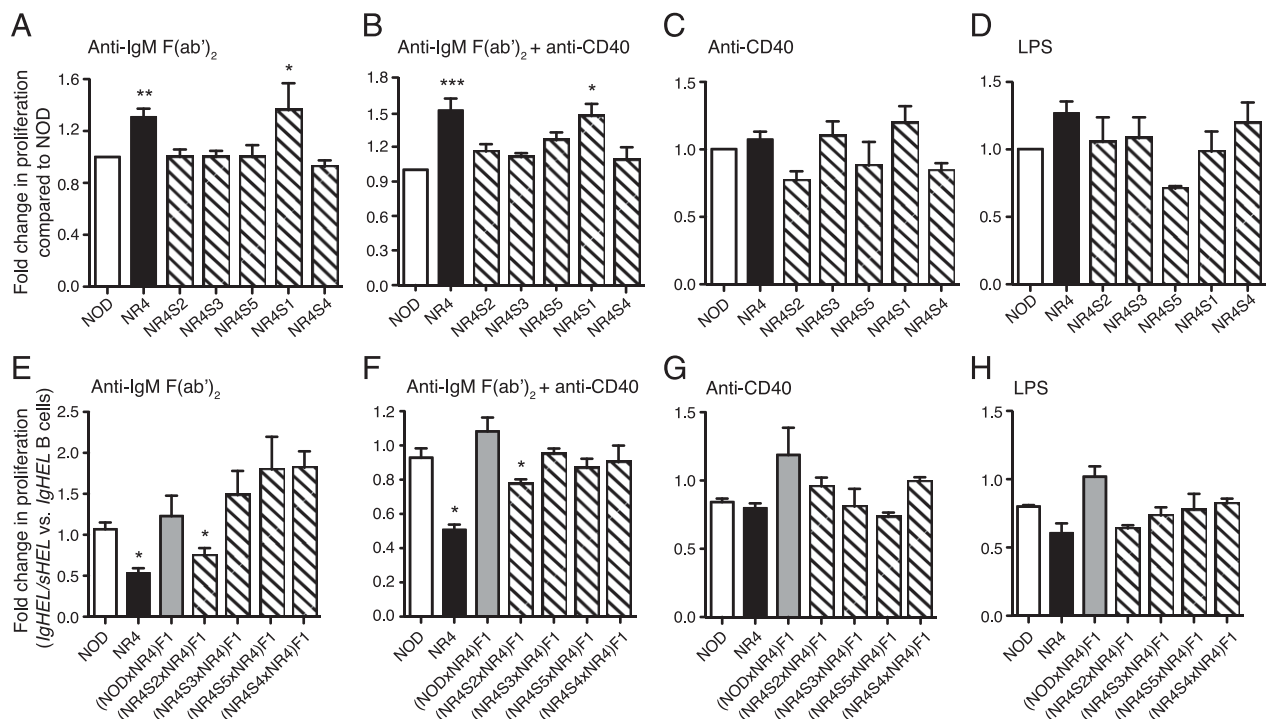 A
Anti-IgM F(ab')₂
Fold change in proliferation
compared to NOD
1.6
1.2
0.8
0.4
0.0
**
*
NOD
NR4
NR4S2
NR4S3
NR4S5
NR4S1
NR4S4
B
Anti-IgM F(ab')₂ + anti-CD40
1.8
1.5
1.2
0.9
0.6
0.3
0.0
***
*
NOD
NR4
NR4S2
NR4S3
NR4S5
NR4S1
NR4S4
C
Anti-CD40
1.5
1.0
0.5
0.0
NOD
NR4
NR4S2
NR4S3
NR4S5
NR4S1
NR4S4
D
LPS
1.5
1.0
0.5
0.0
NOD
NR4
NR4S2
NR4S3
NR4S5
NR4S1
NR4S4
E
Anti-IgM F(ab')₂
Fold change in proliferation
(IgHEL/sHEL vs. IgHEL B cells)
2.5
2.0
1.5
1.0
0.5
0.0
*
*
NOD
NR4
(NODxNR4)F1
(NR4S2xNR4)F1
(NR4S3xNR4)F1
(NR4S5xNR4)F1
(NR4S4xNR4)F1
F
Anti-IgM F(ab')₂ + anti-CD40
1.2
1.0
0.8
0.6
0.4
0.2
0.0
*
*
NOD
NR4
(NODxNR4)F1
(NR4S2xNR4)F1
(NR4S3xNR4)F1
(NR4S5xNR4)F1
(NR4S4xNR4)F1
G
Anti-CD40
1.5
1.0
0.5
0.0
NOD
NR4
(NODxNR4)F1
(NR4S2xNR4)F1
(NR4S3xNR4)F1
(NR4S5xNR4)F1
(NR4S4xNR4)F1
H
LPS
1.5
1.0
0.5
0.0
NOD
NR4
(NODxNR4)F1
(NR4S2xNR4)F1
(NR4S3xNR4)F1
(NR4S5xNR4)F1
(NR4S4xNR4)F1